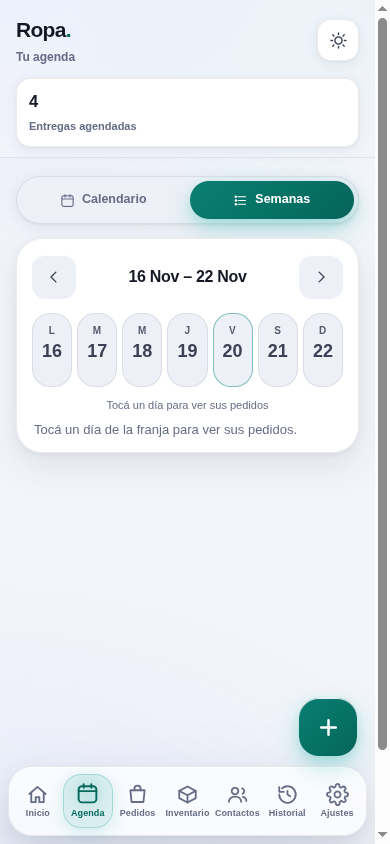 Ropa.
Tu agenda
4
Entregas agendadas
Calendario
Semanas
16 Nov – 22 Nov
L M M J V S D
16 17 18 19 20 21 22
Tocá un día para ver sus pedidos
Tocá un día de la franja para ver sus pedidos.
Inicio Agenda Pedidos Inventario Contactos Historial Ajustes